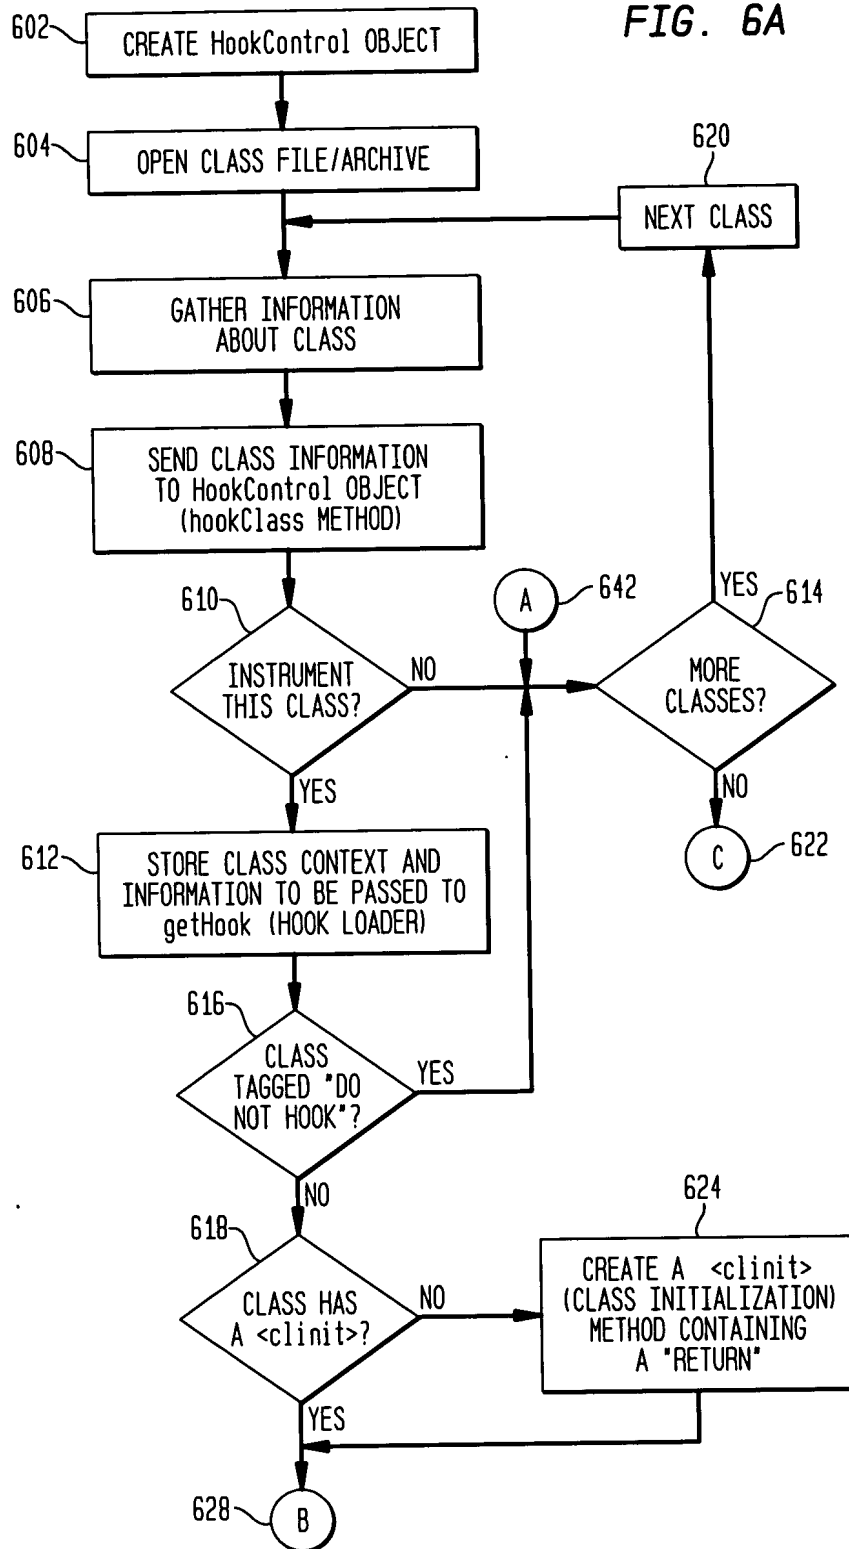 FIG. 6A
602
CREATE HookControl OBJECT
604
OPEN CLASS FILE/ARCHIVE
620
NEXT CLASS
606
GATHER INFORMATION
ABOUT CLASS
608
SEND CLASS INFORMATION
TO HookControl OBJECT
(hookClass METHOD)
A
642
610
INSTRUMENT
THIS CLASS?
NO
YES
YES
614
MORE
CLASSES?
NO
C
622
612
STORE CLASS CONTEXT AND
INFORMATION TO BE PASSED TO
getHook (HOOK LOADER)
616
CLASS
TAGGED "DO
NOT HOOK"?
YES
NO
618
CLASS HAS
A <clinit>?
NO
YES
624
CREATE A <clinit>
(CLASS INITIALIZATION)
METHOD CONTAINING
A "RETURN"
628
B